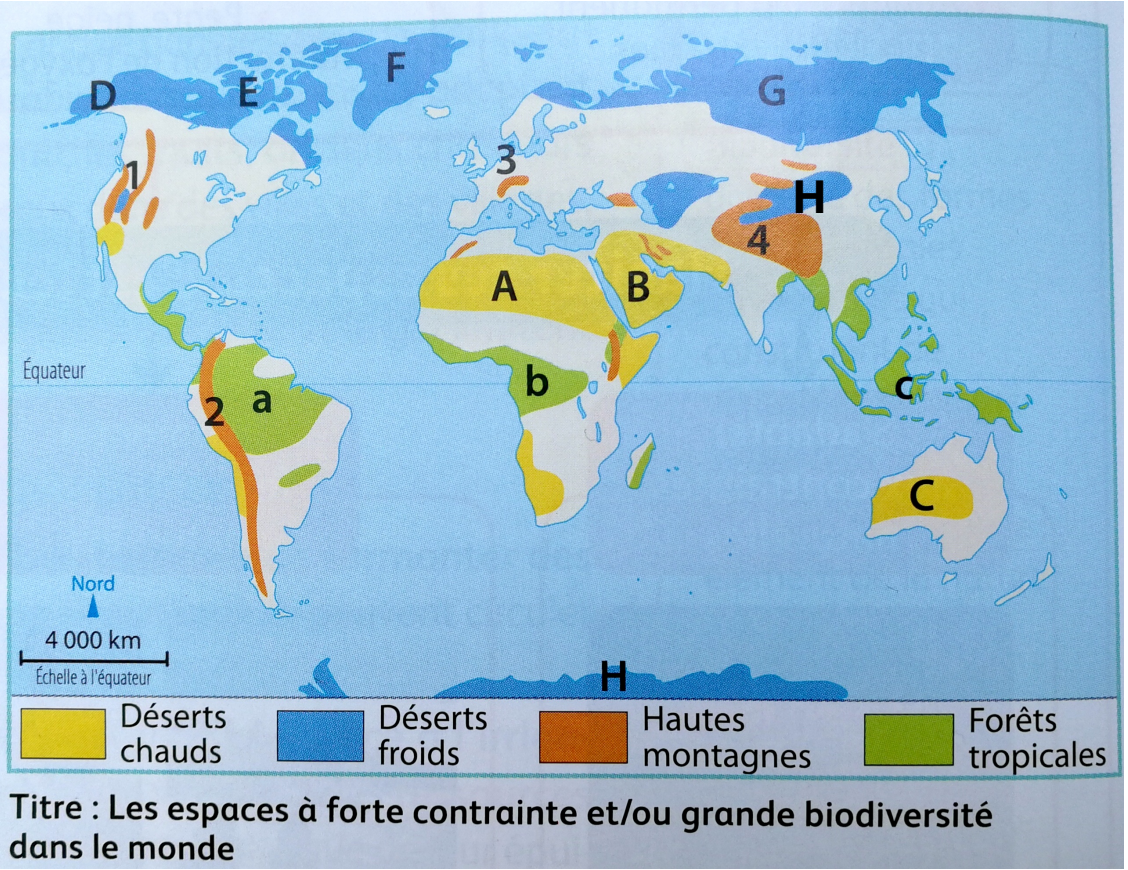 D
E
F
G
1
3
H
4
A
B
Équateur
a
b
c
2
C
Nord
4 000 km
Échelle à l'équateur
H
Déserts
chauds
Déserts
froids
Hautes
montagnes
Forêts
tropicales
Titre : Les espaces à forte contrainte et/ou grande biodiversité
dans le monde